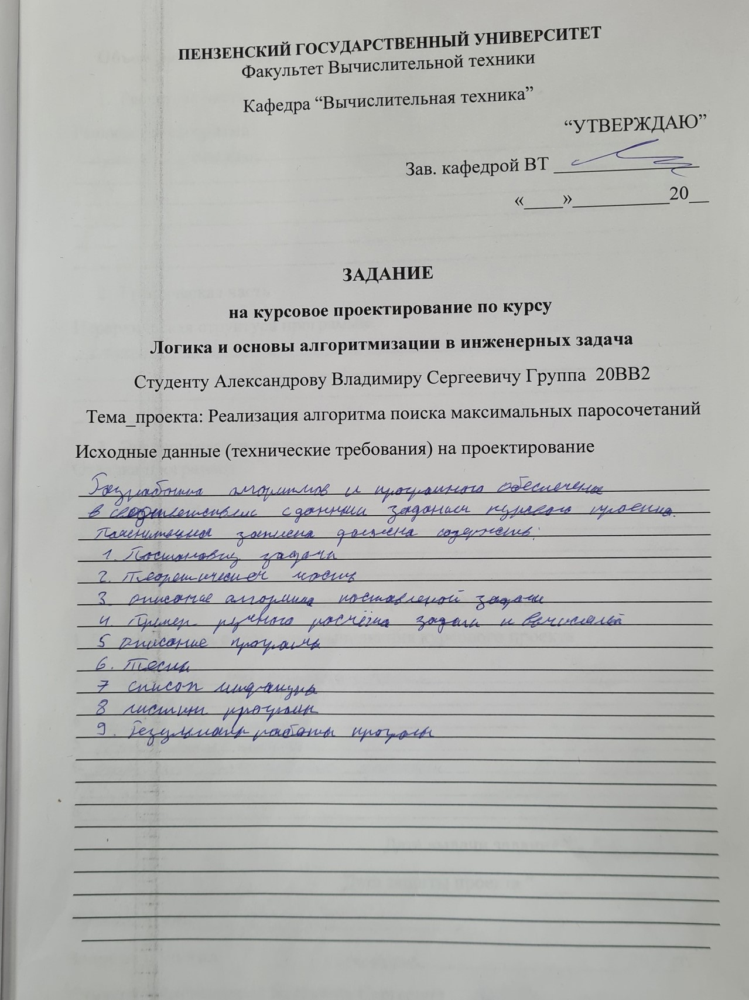 ПЕНЗЕНСКИЙ ГОСУДАРСТВЕННЫЙ УНИВЕРСИТЕТ
Факультет Вычислительной техники
Кафедра “Вычислительная техника”
“УТВЕРЖДАЮ”
Зав. кафедрой ВТ
«____»__________20__
ЗАДАНИЕ
на курсовое проектирование по курсу
Логика и основы алгоритмизации в инженерных задача
Студенту Александрову Владимиру Сергеевичу Группа 20ВВ2
Тема_проекта: Реализация алгоритма поиска максимальных паросочетаний
Исходные данные (технические требования) на проектирование
Разработка алгоритмов и програмного обеспечения
в соответствии с данным заданием курсового проекта.
Пояснительная записка должна содержать:
1. Постановку задачи
2. Теоретическая часть
3. Описание алгоритма поставленой задачи
4. Пример ручного расчёта задачи и вычислений
5 Описание программы
6. Тесты
7 список литературы
8 листинг программы
9. Результаты работы программы